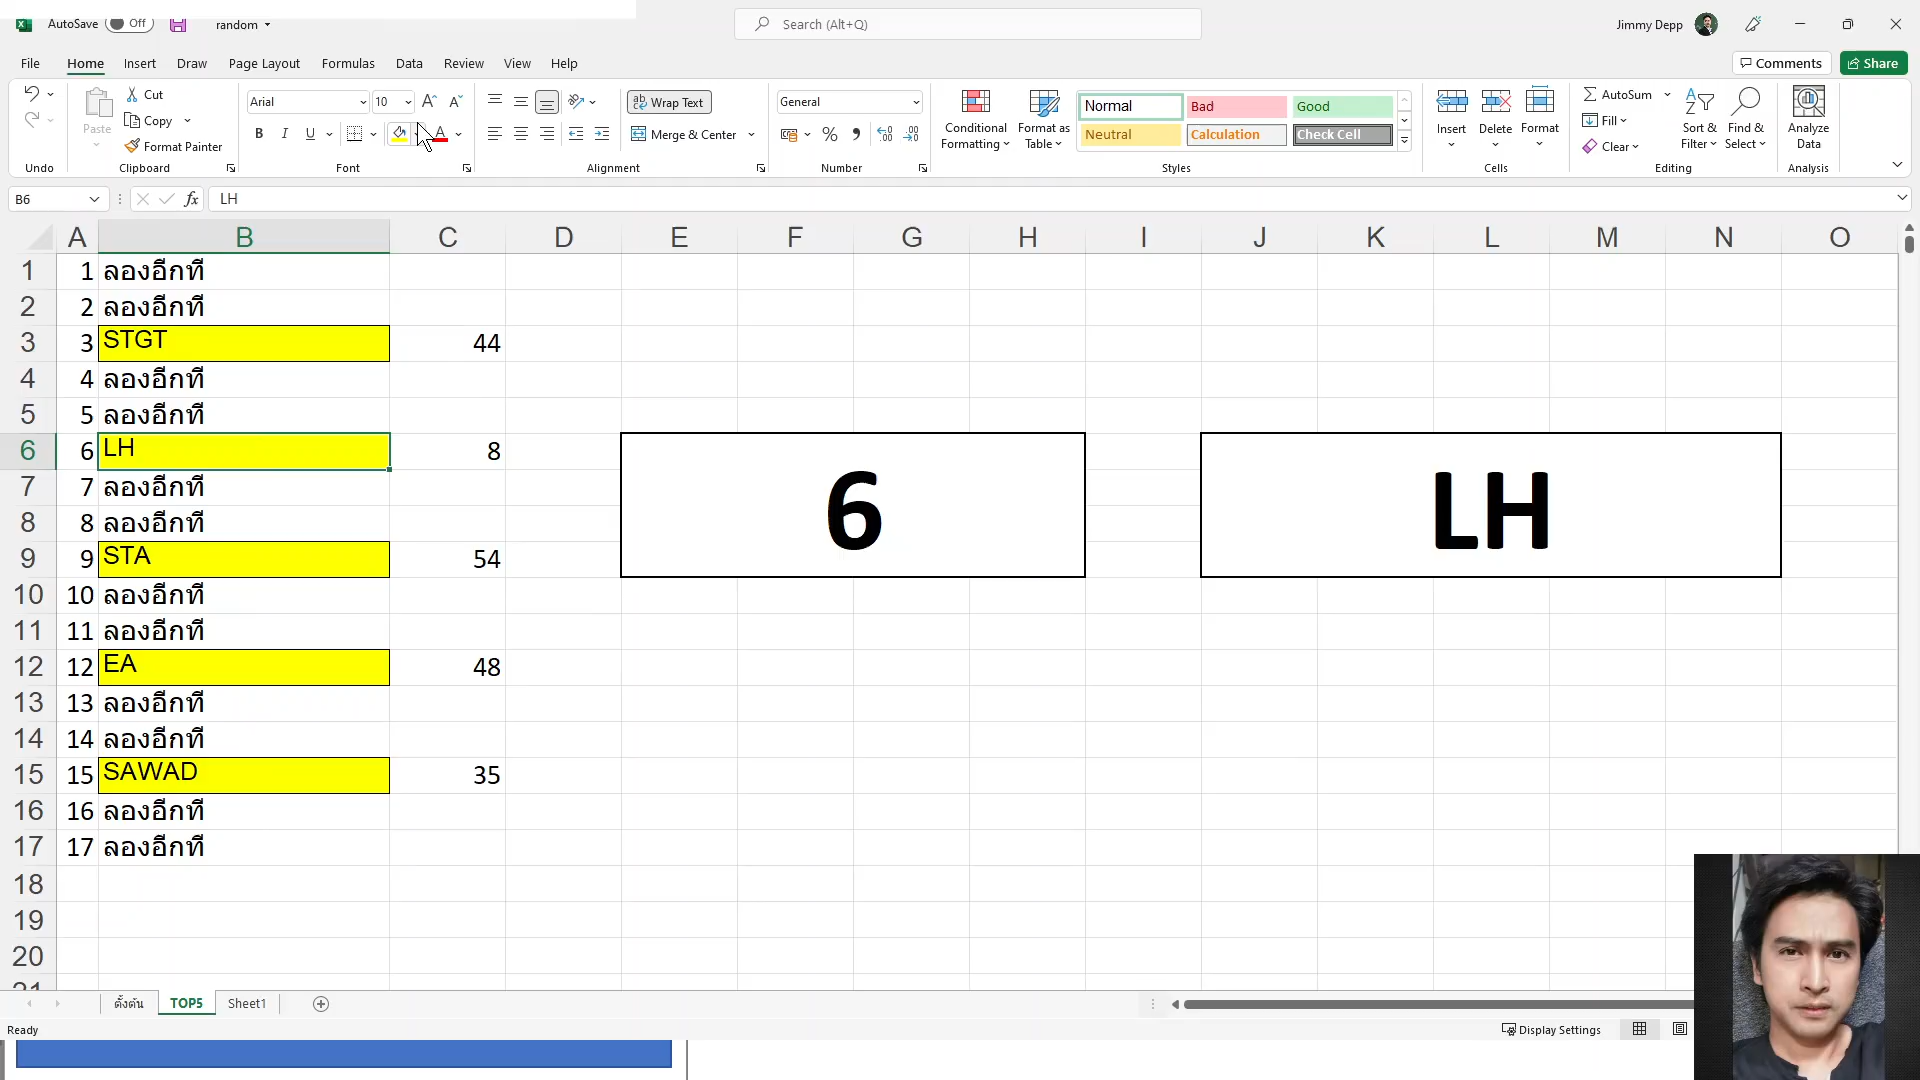 AutoSave Off random Search (Alt+Q) Jimmy Depp
File Home Insert Draw Page Layout Formulas Data Review View Help Comments Share
Paste Cut Copy Format Painter
Arial 10 B I U A
Wrap Text Merge & Center
General % ,
Conditional Formatting Format as Table
Normal Bad Good
Neutral Calculation Check Cell
Insert Delete Format
AutoSum Fill Clear
Sort & Filter Find & Select
Analyze Data
Undo Clipboard Font Alignment Number Styles Cells Editing Analysis
B6 fx LH
A B C D E F G H I J K L M N O
1 1 ลองอีกที
2 2 ลองอีกที
3 3 STGT 44
4 4 ลองอีกที
5 5 ลองอีกที
6 6 LH 8
7 7 ลองอีกที
8 8 ลองอีกที
9 9 STA 54
10 10 ลองอีกที
11 11 ลองอีกที
12 12 EA 48
13 13 ลองอีกที
14 14 ลองอีกที
15 15 SAWAD 35
16 16 ลองอีกที
17 17 ลองอีกที
18
19
20
21
6 LH
ตั้งต้น TOP5 Sheet1
Ready Display Settings